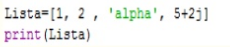 Lista=[1, 2 , 'alpha', 5+2j]
print(Lista)